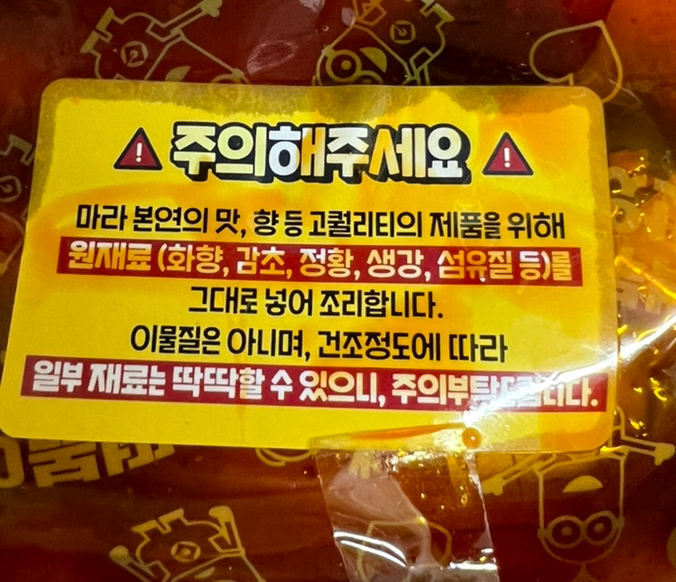 주의해주세요
마라 본연의 맛, 향 등 고퀄리티의 제품을 위해
원재료 (화향, 감초, 정황, 생강, 섬유질 등)를
그대로 넣어 조리합니다.
이물질은 아니며, 건조정도에 따라
일부 재료는 딱딱할 수 있으니, 주의부탁드립니다.